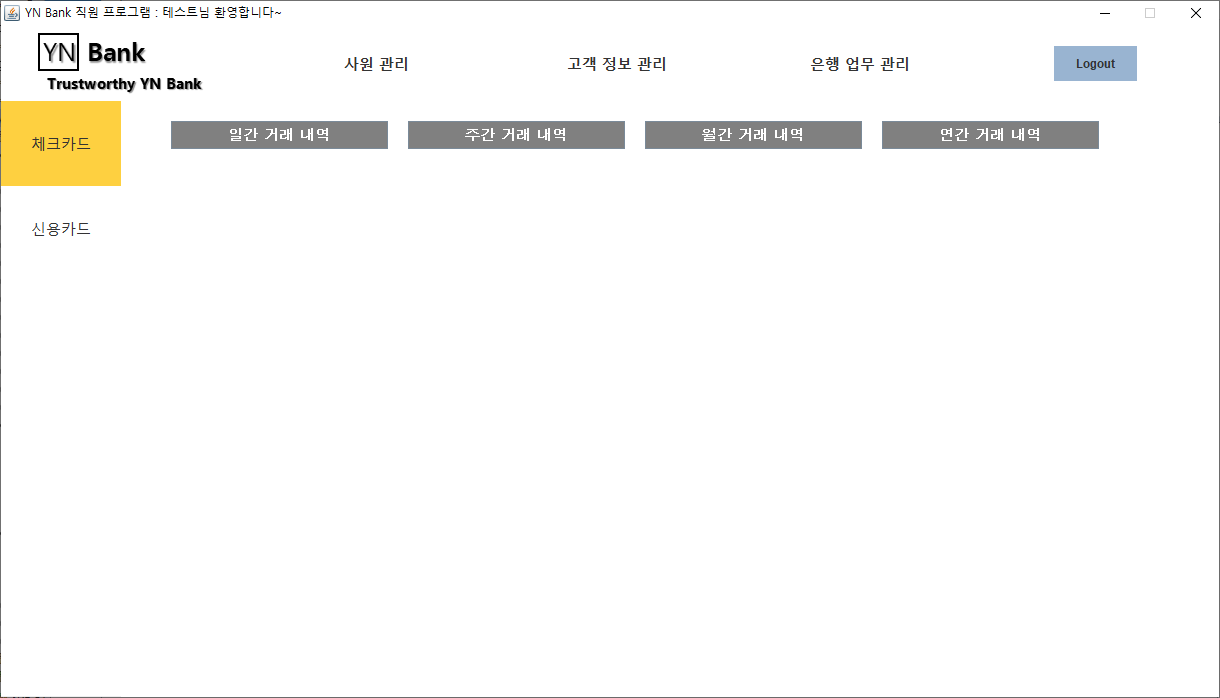 YN Bank 직원 프로그램 : 테스트님 환영합니다~
YN Bank
Trustworthy YN Bank
사원 관리
고객 정보 관리
은행 업무 관리
Logout
체크카드
신용카드
일간 거래 내역
주간 거래 내역
월간 거래 내역
연간 거래 내역